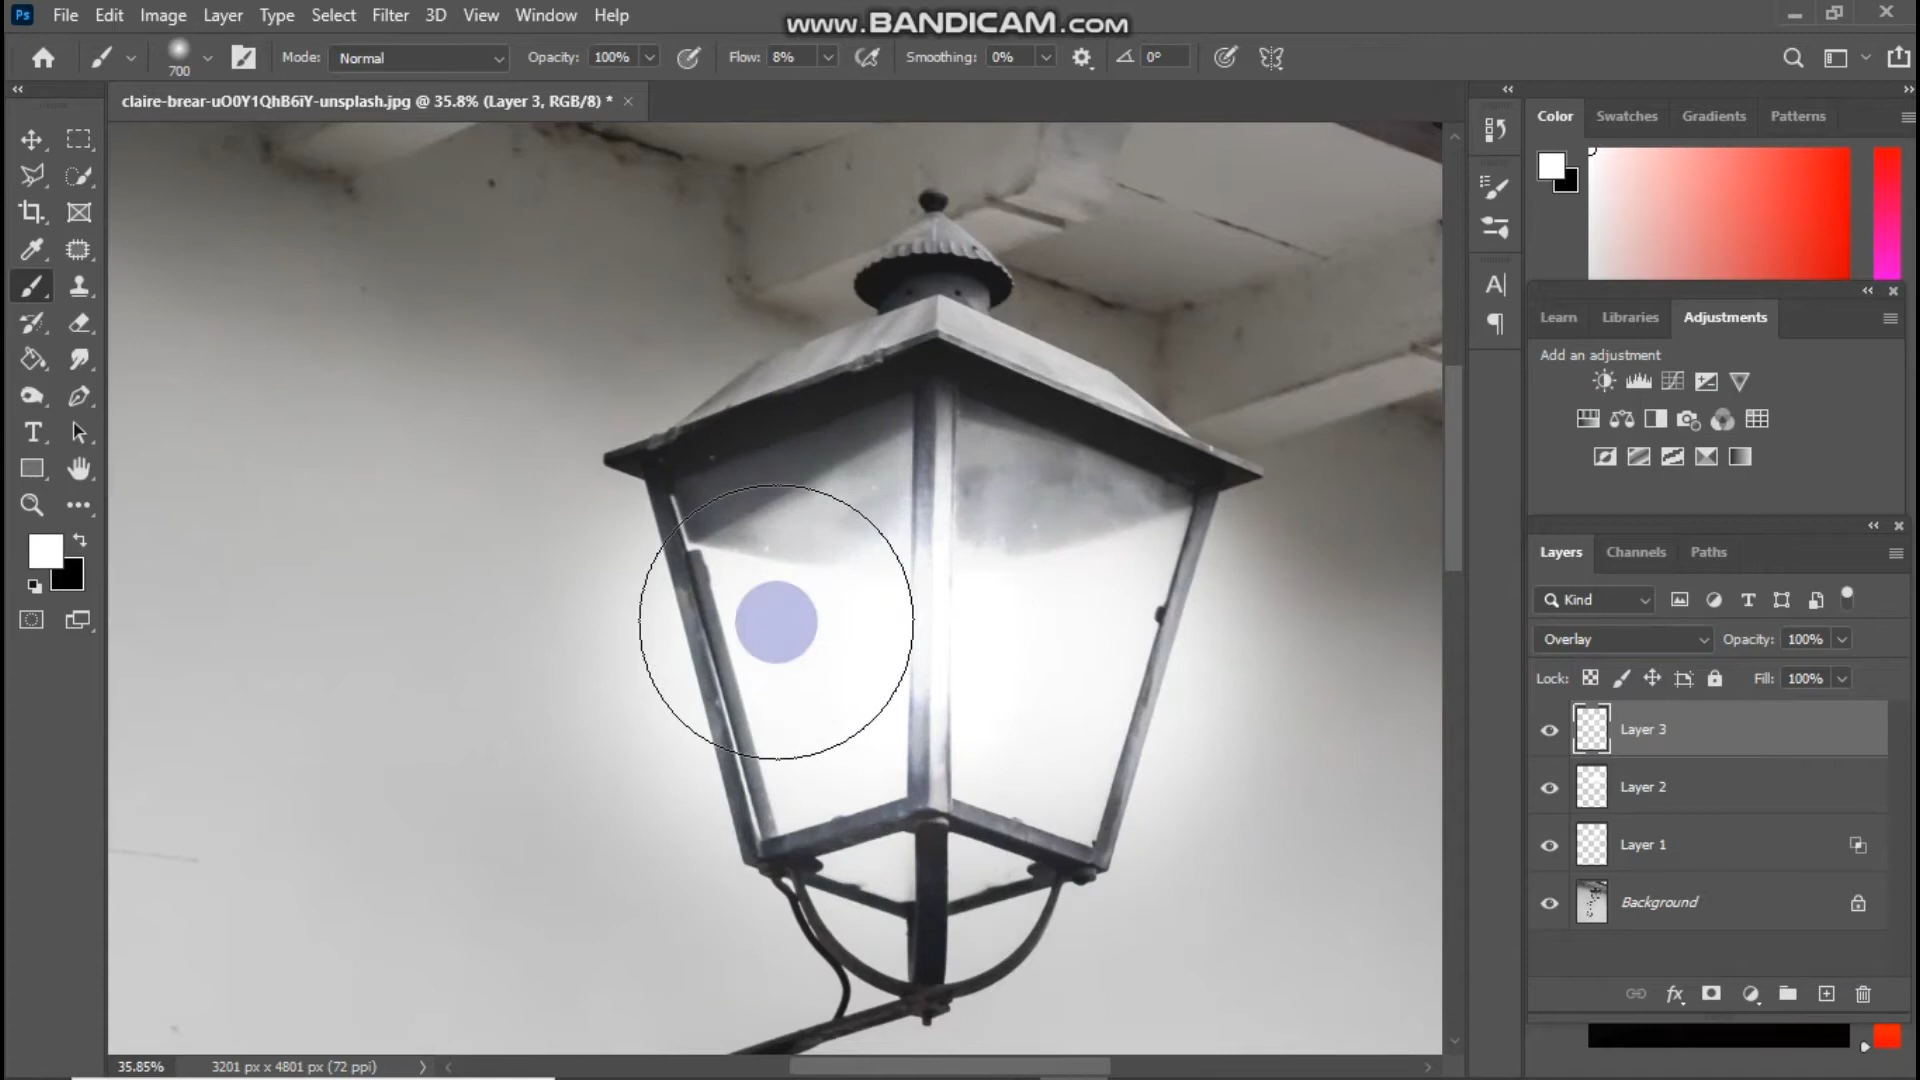 Ps File Edit Image Layer Type Select Filter 3D View Window Help
www.BANDICAM.com
700 Mode: Normal Opacity: 100% Flow: 8% Smoothing: 0% 0°
claire-brear-uO0Y1QhB6iY-unsplash.jpg @ 35.8% (Layer 3, RGB/8) *
Color Swatches Gradients Patterns
Learn Libraries Adjustments
Add an adjustment
Layers Channels Paths
Kind
Overlay Opacity: 100%
Lock: Fill: 100%
Layer 3
Layer 2
Layer 1
Background
fx
35.85% 3201 px x 4801 px (72 ppi)